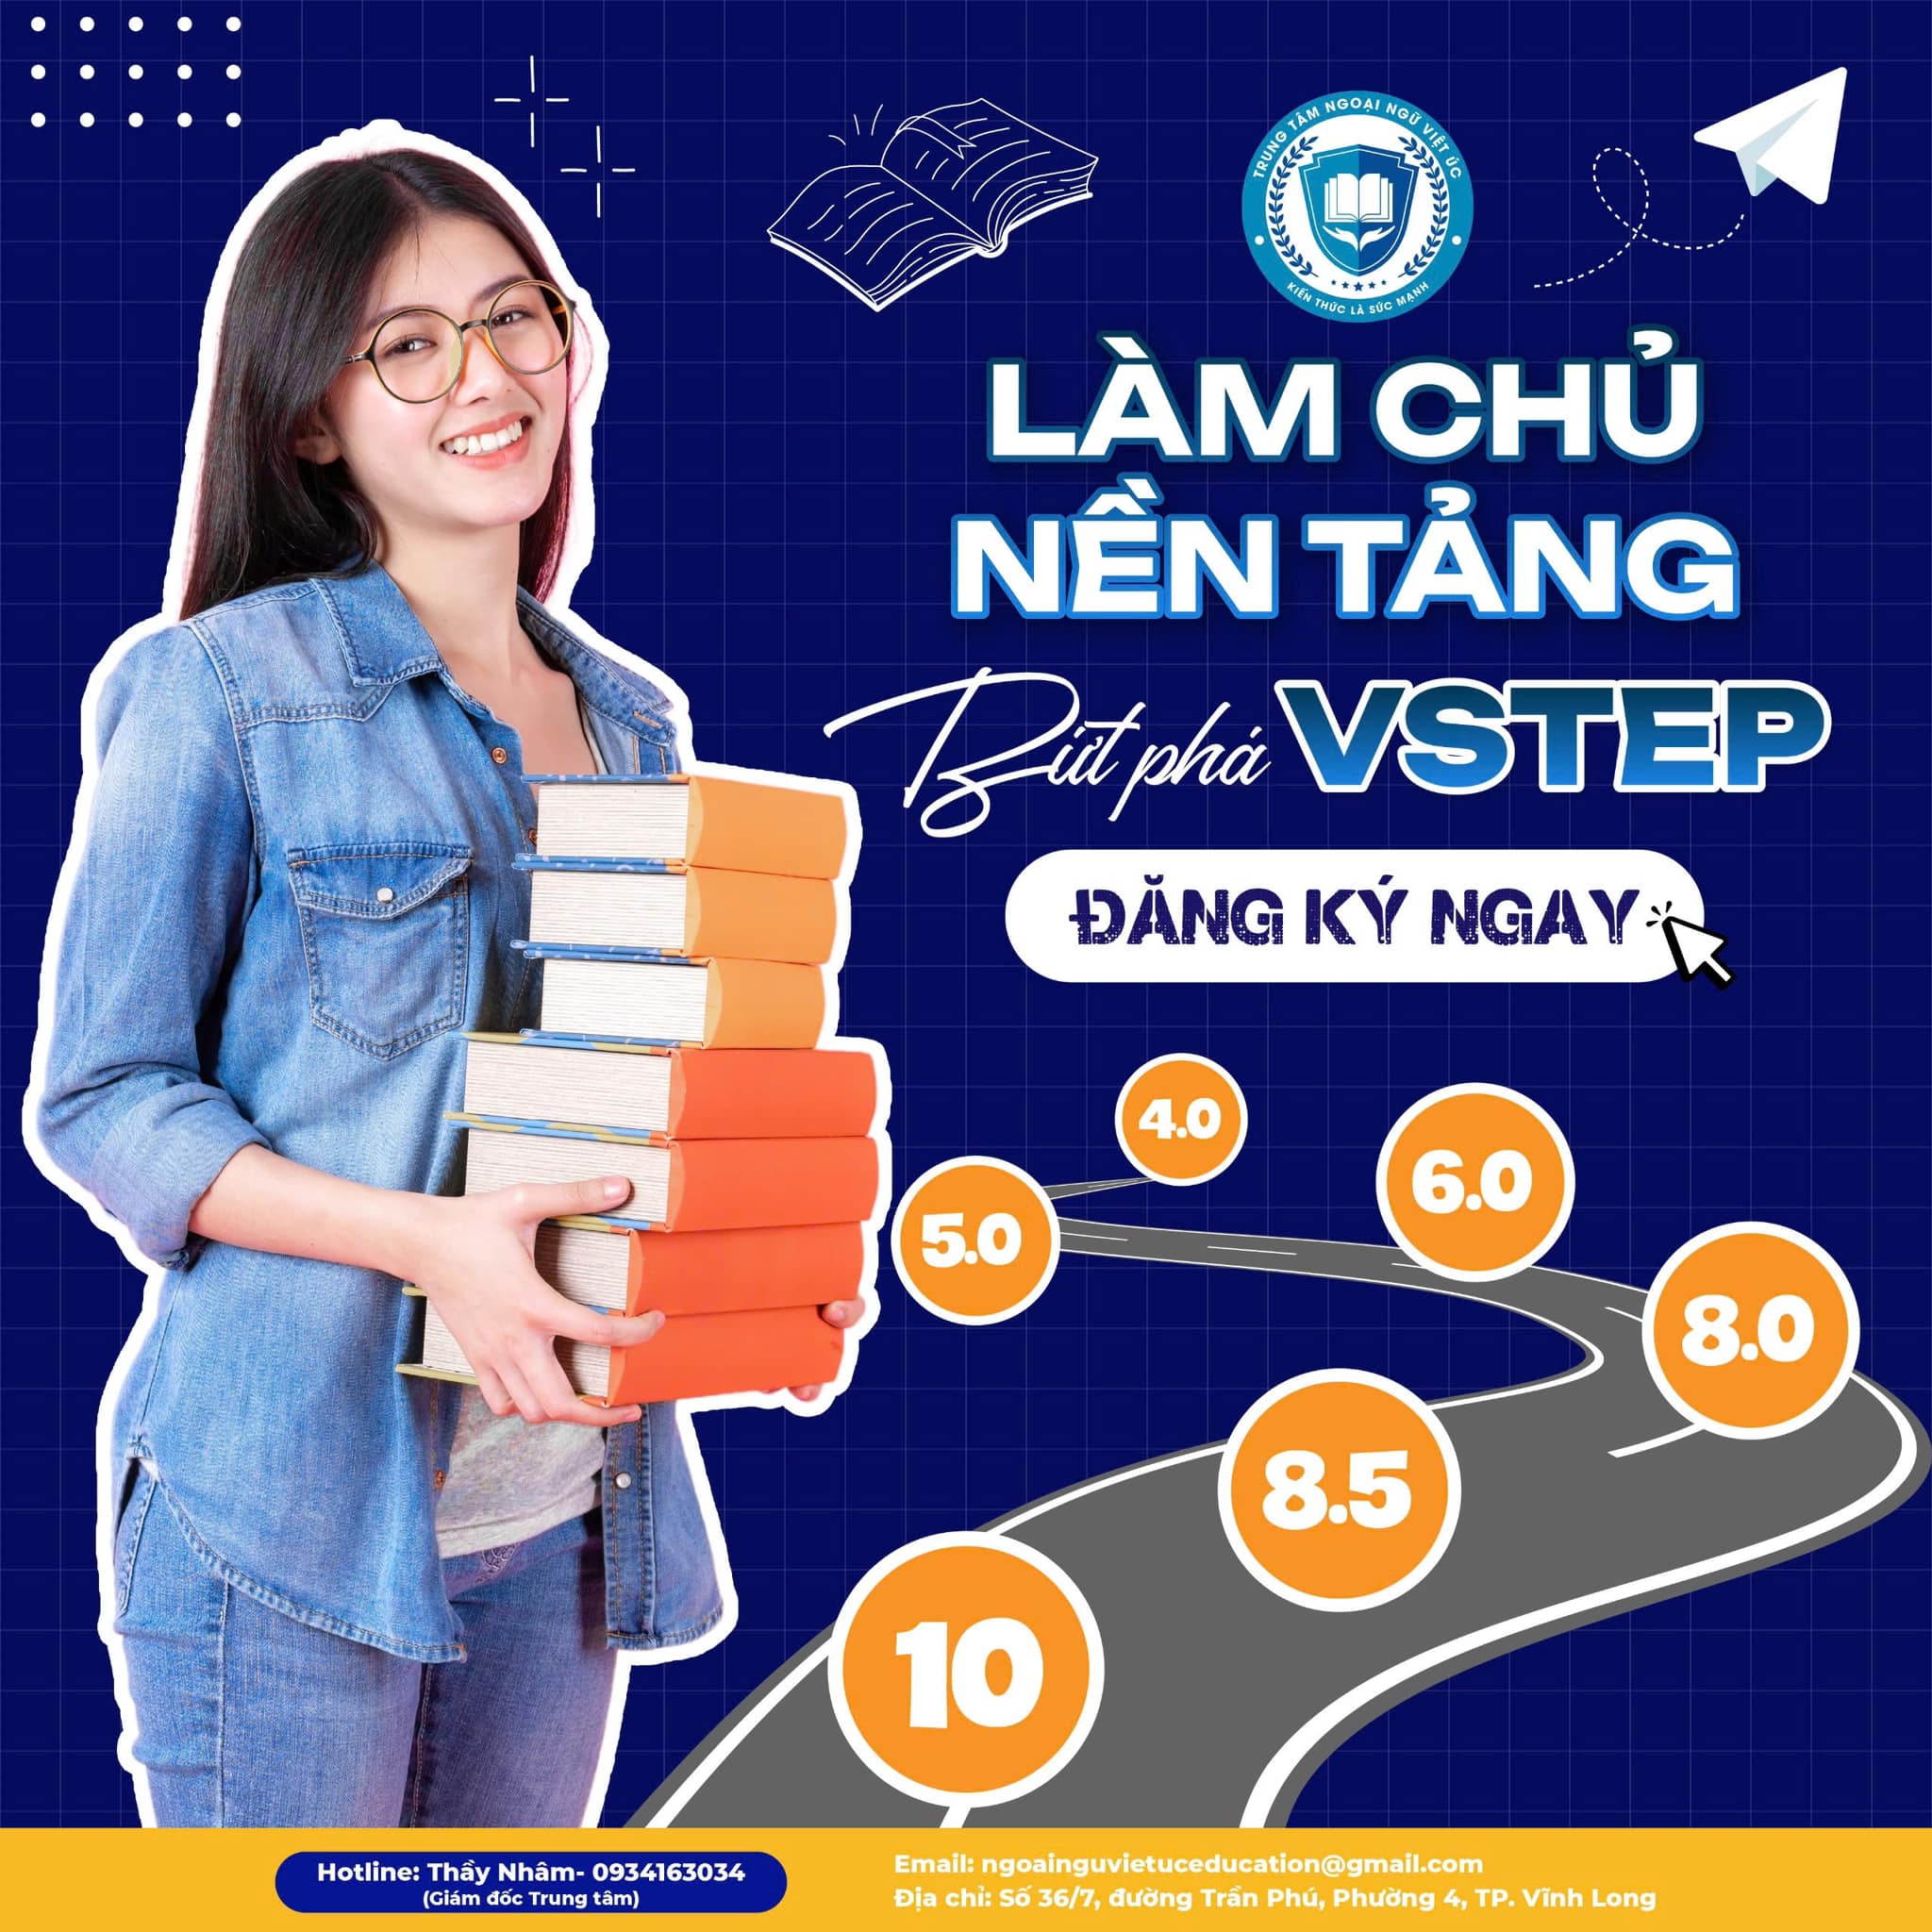 TRUNG TÂM NGOẠI NGỮ VIỆT ÚC
KIẾN THỨC LÀ SỨC MẠNH
LÀM CHỦ
NỀN TẢNG
Bứt phá VSTEP
ĐĂNG KÝ NGAY
4.0
6.0
5.0
8.0
8.5
10
Hotline: Thầy Nhâm- 0934163034
(Giám đốc Trung tâm)
Email: ngoainguvietuceducation@gmail.com
Địa chỉ: Số 36/7, đường Trần Phú, Phường 4, TP. Vĩnh Long